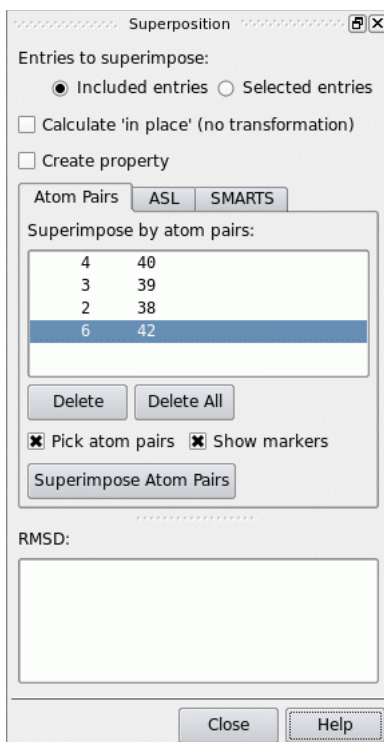 Superposition
Entries to superimpose:
Included entries Selected entries
Calculate 'in place' (no transformation)
Create property
Atom Pairs ASL SMARTS
Superimpose by atom pairs:
4 40
3 39
2 38
6 42
Delete Delete All
Pick atom pairs Show markers
Superimpose Atom Pairs
RMSD:
Close Help